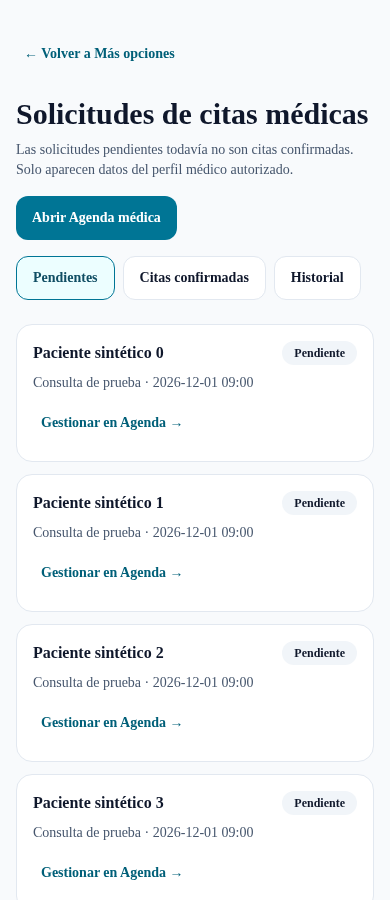 ← Volver a Más opciones
Solicitudes de citas médicas
Las solicitudes pendientes todavía no son citas confirmadas.
Solo aparecen datos del perfil médico autorizado.
Abrir Agenda médica
Pendientes
Citas confirmadas
Historial
Paciente sintético 0
Pendiente
Consulta de prueba · 2026-12-01 09:00
Gestionar en Agenda →
Paciente sintético 1
Pendiente
Consulta de prueba · 2026-12-01 09:00
Gestionar en Agenda →
Paciente sintético 2
Pendiente
Consulta de prueba · 2026-12-01 09:00
Gestionar en Agenda →
Paciente sintético 3
Pendiente
Consulta de prueba · 2026-12-01 09:00
Gestionar en Agenda →